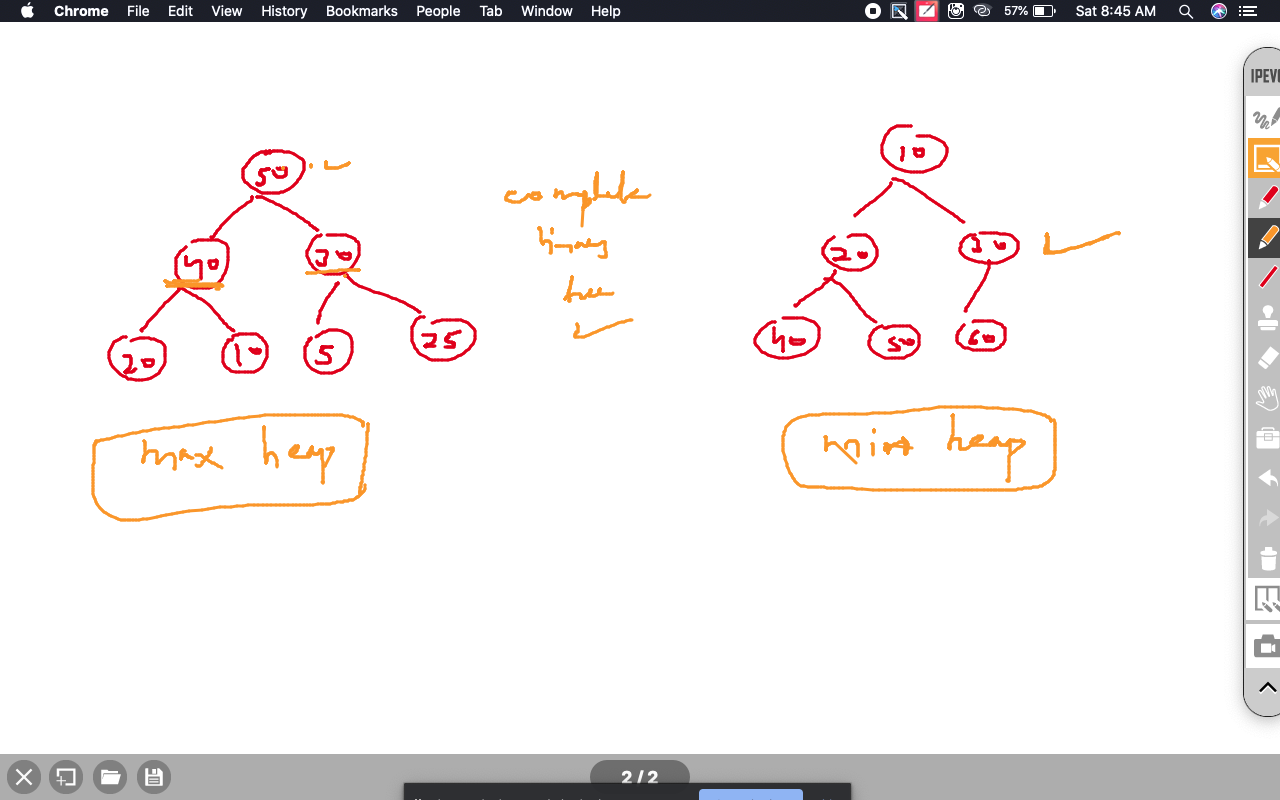 Chrome File Edit View History Bookmarks People Tab Window Help 57% Sat 8:45 AM
IPEV
50
40 30
20 10 5 25
max heap
complete
binary
tree
10
20 30
40 50 60
min heap
2 / 2